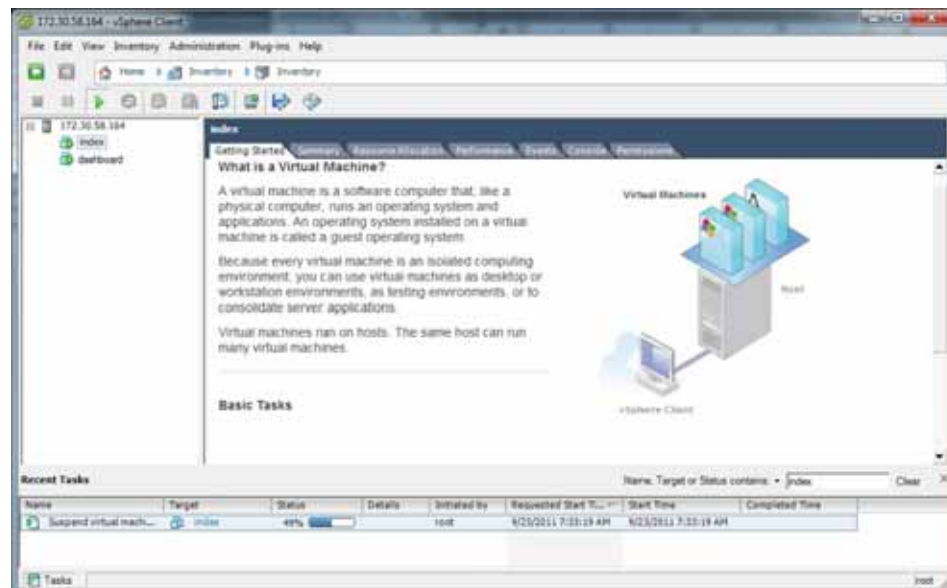 172.30.58.164 - vSphere Client
File Edit View Inventory Administration Plug-ins Help
Home Inventory Inventory
172.30.58.164
index
dashboard
index
Getting Started Summary Resource Allocation Performance Events Console Permissions
What is a Virtual Machine?
A virtual machine is a software computer that, like a
physical computer, runs an operating system and
applications. An operating system installed on a virtual
machine is called a guest operating system.
Because every virtual machine is an isolated computing
environment, you can use virtual machines as desktop or
workstation environments, as testing environments, or to
consolidate server applications.
Virtual machines run on hosts. The same host can run
many virtual machines.
Basic Tasks
Virtual Machines
Host
vSphere Client
Recent Tasks
Name, Target or Status contains: index Clear
Name Target Status Details Initiated by Requested Start Ti... Start Time Completed Time
Suspend virtual mach... index 49% root 9/23/2011 7:33:19 AM 9/23/2011 7:33:19 AM
Tasks root